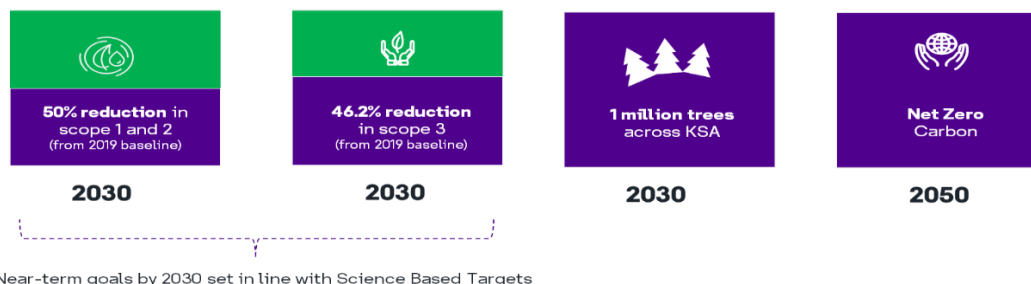 50% reduction in
scope 1 and 2
(from 2019 baseline)
2030
46.2% reduction
in scope 3
(from 2019 baseline)
2030
1 million trees
across KSA
2030
Net Zero
Carbon
2050
Near-term goals by 2030 set in line with Science Based Targets